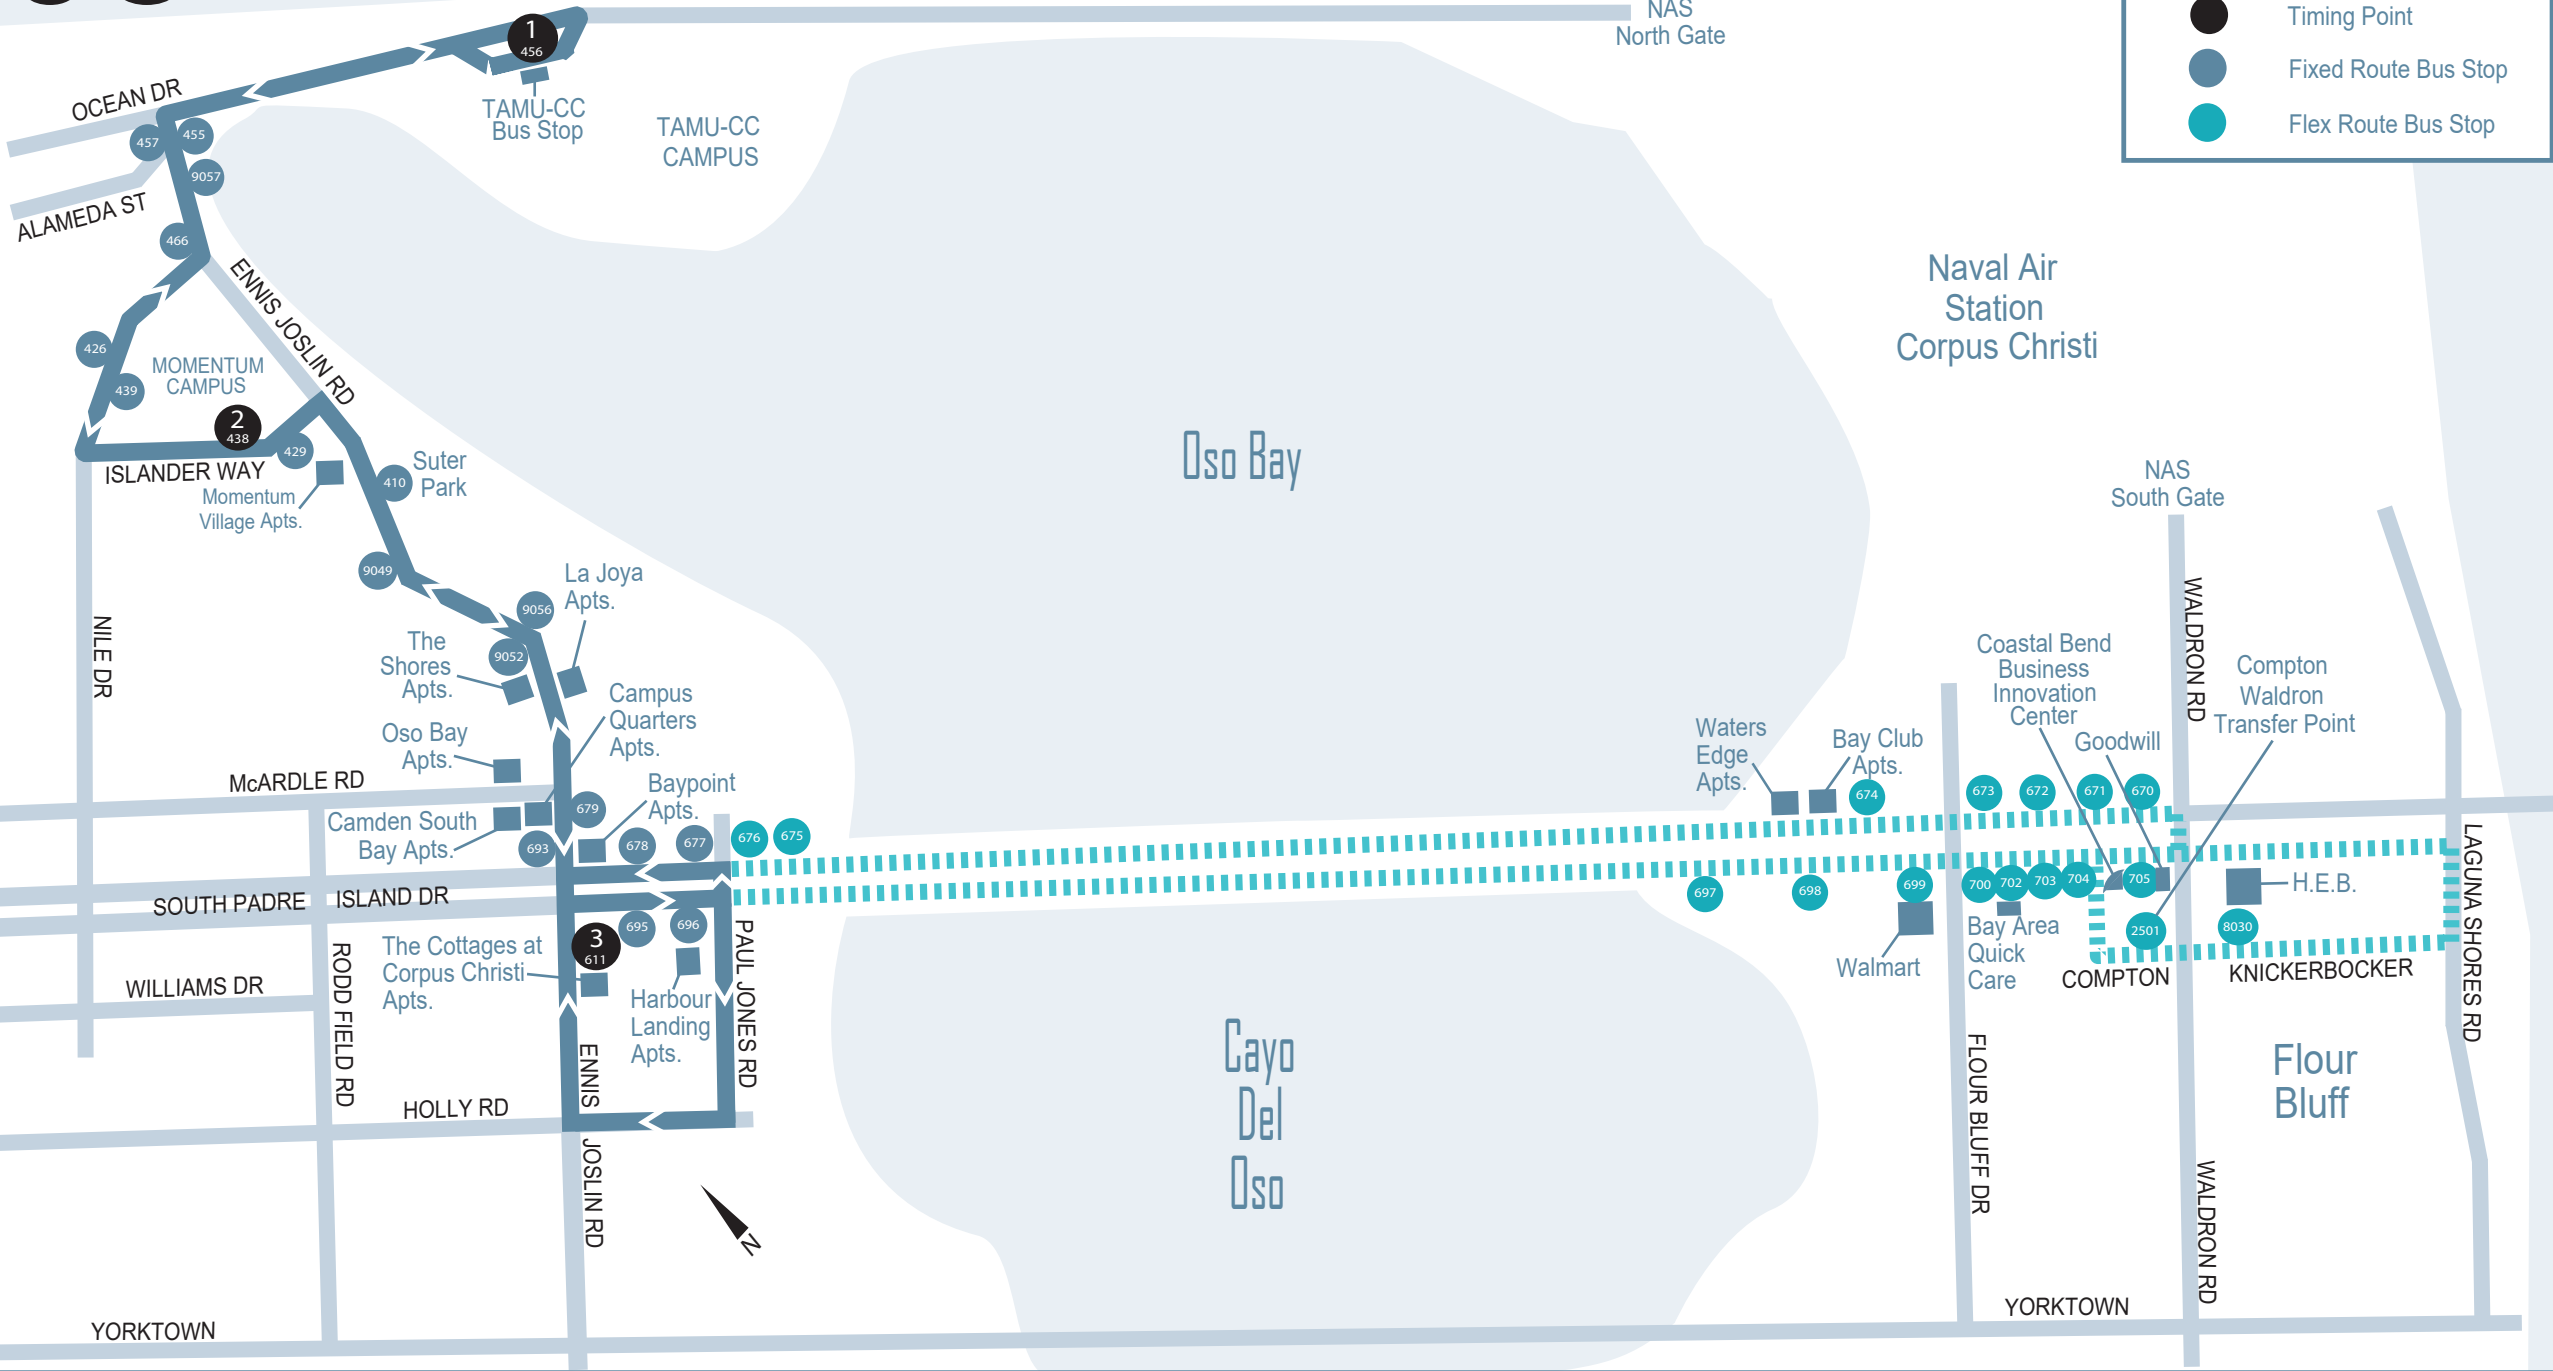 NAS
North Gate
Timing Point
Fixed Route Bus Stop
Flex Route Bus Stop
1
456
TAMU-CC
Bus Stop
TAMU-CC
CAMPUS
OCEAN DR
457
455
9057
ALAMEDA ST
466
ENNIS JOSLIN RD
426
439
MOMENTUM
CAMPUS
2
438
429
ISLANDER WAY
Momentum
Village Apts.
410
Suter
Park
9049
9056
La Joya
Apts.
9052
The
Shores
Apts.
NILE DR
Campus
Quarters
Apts.
Oso Bay
Apts.
McARDLE RD
Baypoint
Apts.
Camden South
Bay Apts.
679
693
678
677
676
675
SOUTH PADRE
ISLAND DR
3
611
695
696
The Cottages at
Corpus Christi
Apts.
Harbour
Landing
Apts.
PAUL JONES RD
WILLIAMS DR
RODD FIELD RD
HOLLY RD
ENNIS
JOSLIN RD
N
YORKTOWN
Oso Bay
Cayo
Del
Oso
Naval Air
Station
Corpus Christi
NAS
South Gate
WALDRON RD
Coastal Bend
Business
Innovation
Center
Goodwill
Compton
Waldron
Transfer Point
Waters
Edge
Apts.
Bay Club
Apts.
674
673
672
671
670
697
698
699
700
702
703
704
705
H.E.B.
2501
8030
Walmart
Bay Area
Quick
Care
COMPTON
KNICKERBOCKER
LAGUNA SHORES RD
FLOUR BLUFF DR
Flour
Bluff
WALDRON RD
YORKTOWN